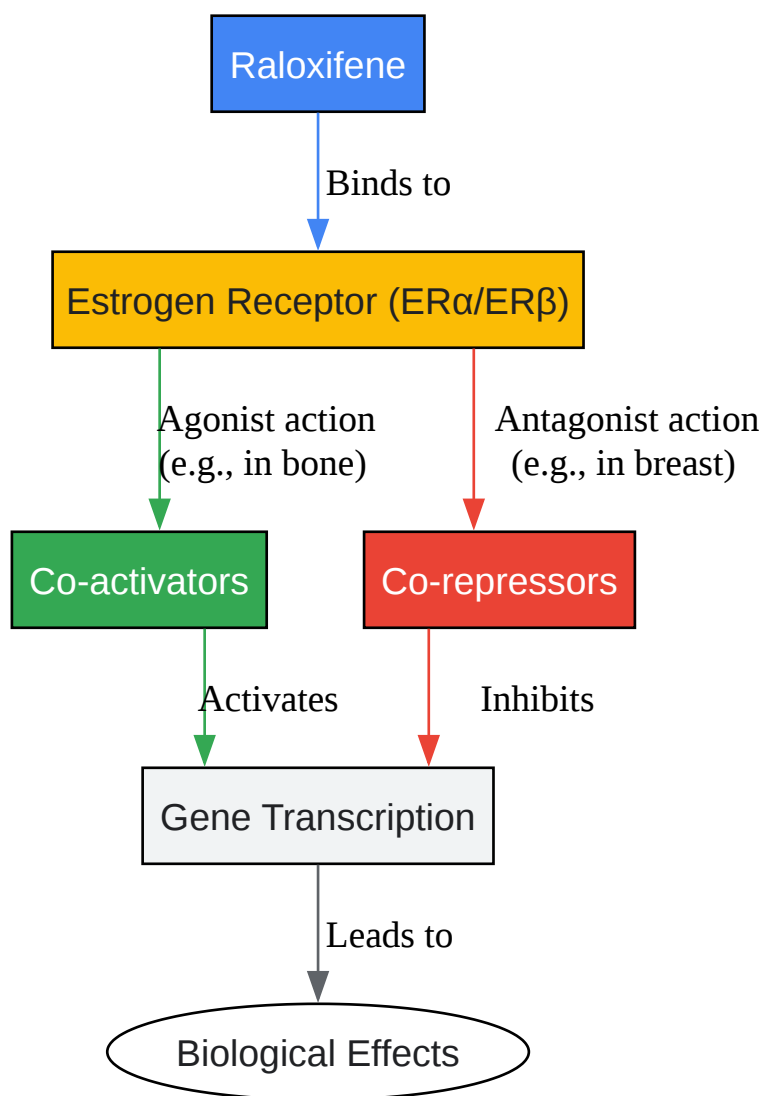 Raloxifene
Binds to
Estrogen Receptor (ERα/ERβ)
Agonist action
(e.g., in bone)
Antagonist action
(e.g., in breast)
Co-activators
Co-repressors
Activates
Inhibits
Gene Transcription
Leads to
Biological Effects